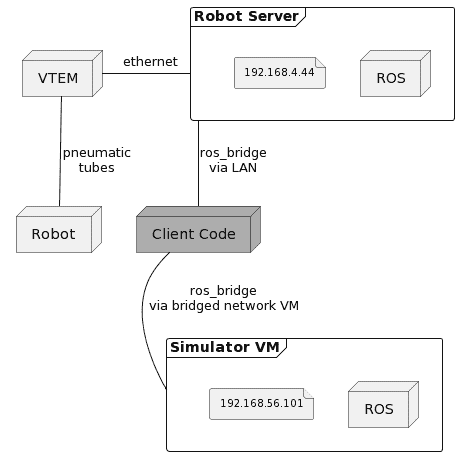 Robot Server
VTEM
ethernet
192.168.4.44
ROS
pneumatic
tubes
ros_bridge
via LAN
Robot
Client Code
ros_bridge
via bridged network VM
Simulator VM
192.168.56.101
ROS